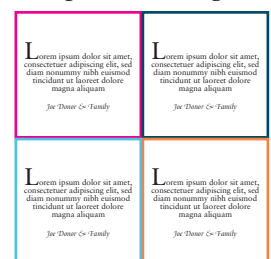 Lorem ipsum dolor sit amet,
consectetuer adipiscing elit, sed
diam nonummy nibh euismod
tincidunt ut laoreet dolore
magna aliquam
Joe Donor & Family
Lorem ipsum dolor sit amet,
consectetuer adipiscing elit, sed
diam nonummy nibh euismod
tincidunt ut laoreet dolore
magna aliquam
Joe Donor & Family
Lorem ipsum dolor sit amet,
consectetuer adipiscing elit, sed
diam nonummy nibh euismod
tincidunt ut laoreet dolore
magna aliquam
Joe Donor & Family
Lorem ipsum dolor sit amet,
consectetuer adipiscing elit, sed
diam nonummy nibh euismod
tincidunt ut laoreet dolore
magna aliquam
Joe Donor & Family